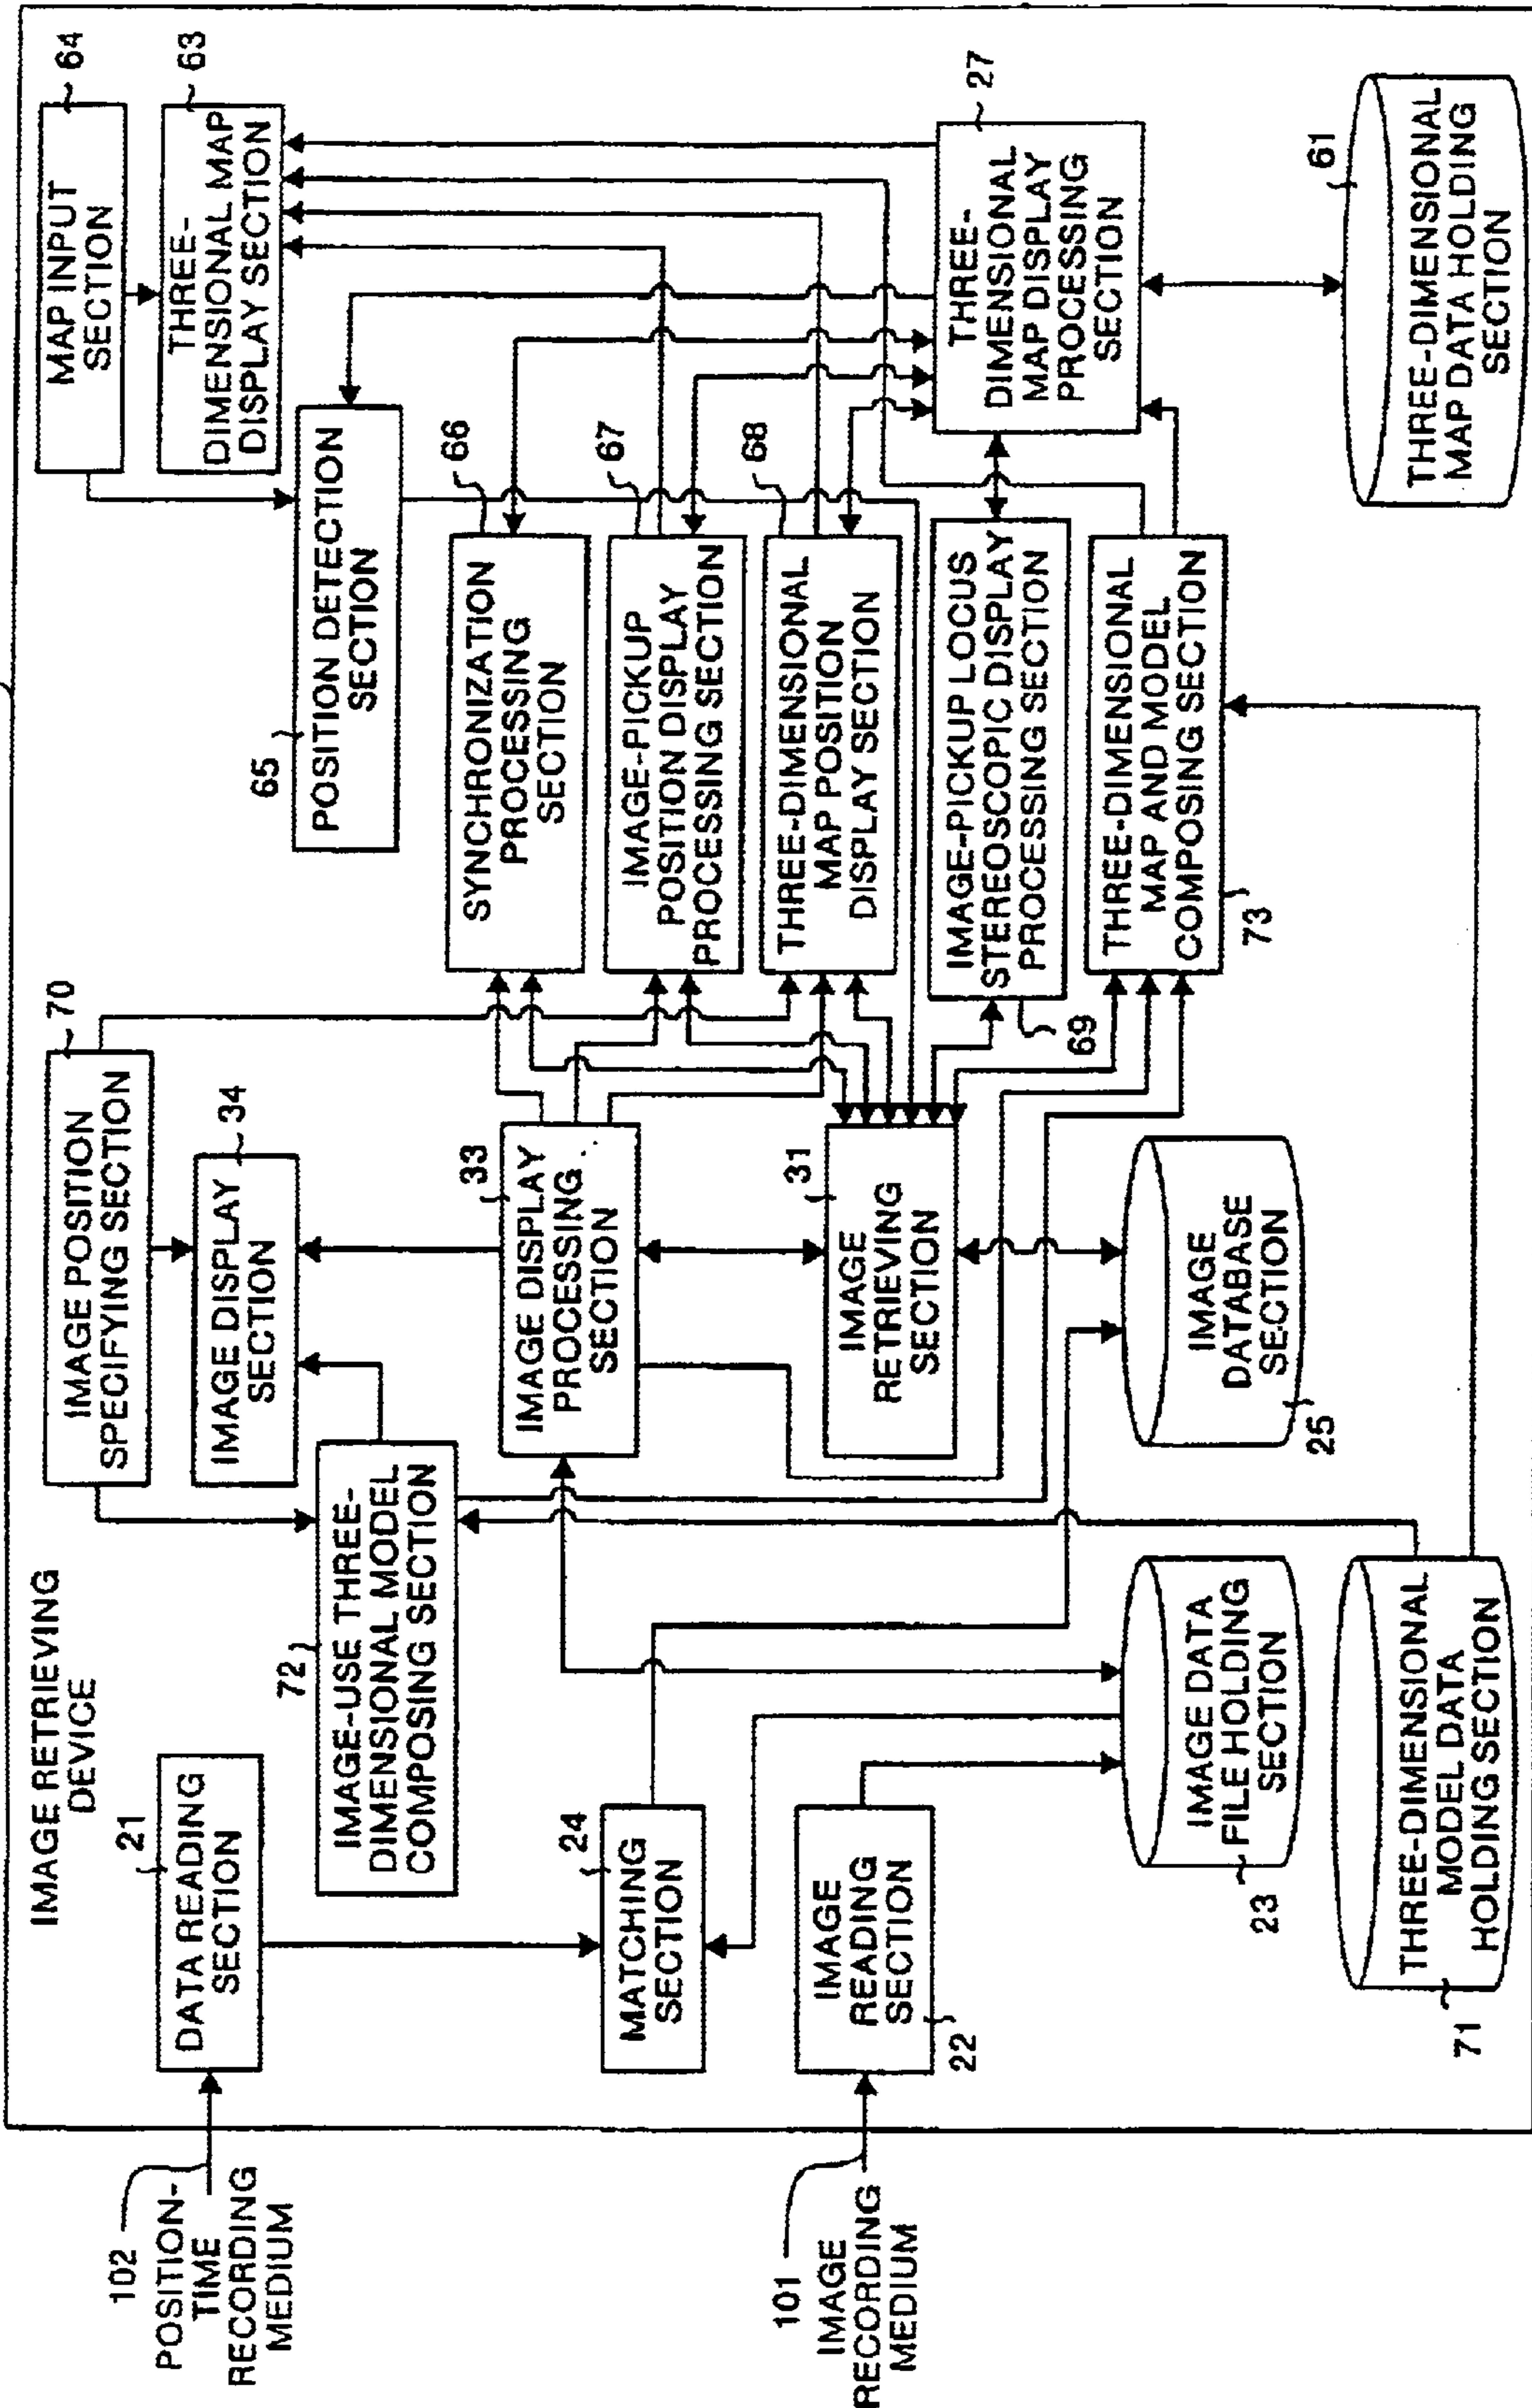 102
POSITION-
TIME
RECORDING
MEDIUM
101
IMAGE
RECORDING
MEDIUM
IMAGE RETRIEVING
DEVICE
21
DATA READING
SECTION
72
IMAGE-USE THREE-
DIMENSIONAL MODEL
COMPOSING SECTION
24
MATCHING
SECTION
IMAGE
READING
SECTION
22
IMAGE DATA
FILE HOLDING
SECTION
23
THREE-DIMENSIONAL
MODEL DATA
HOLDING SECTION
71
70
IMAGE POSITION
SPECIFYING SECTION
34
IMAGE DISPLAY
SECTION
33
IMAGE DISPLAY
PROCESSING
SECTION
31
IMAGE
RETRIEVING
SECTION
IMAGE
DATABASE
SECTION
25
64
MAP INPUT
SECTION
63
THREE-
DIMENSIONAL MAP
DISPLAY SECTION
65
POSITION DETECTION
SECTION
66
SYNCHRONIZATION
PROCESSING
SECTION
67
IMAGE-PICKUP
POSITION DISPLAY
PROCESSING SECTION
68
THREE-DIMENSIONAL
MAP POSITION
DISPLAY SECTION
IMAGE-PICKUP LOCUS
STEREOSCOPIC DISPLAY
PROCESSING SECTION
69
THREE-DIMENSIONAL
MAP AND MODEL
COMPOSING SECTION
73
27
THREE-
DIMENSIONAL
MAP DISPLAY
PROCESSING
SECTION
61
THREE-DIMENSIONAL
MAP DATA HOLDING
SECTION